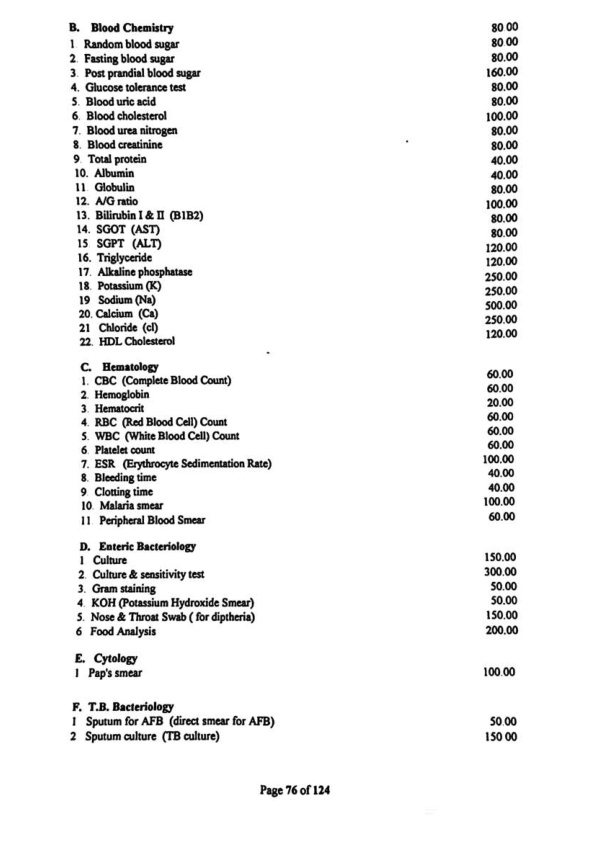 B. Blood Chemistry
1 Random blood sugar 80 00
2. Fasting blood sugar 80 00
3. Post prandial blood sugar 80.00
4. Glucose tolerance test 160.00
5. Blood uric acid 80.00
6. Blood cholesterol 80.00
7. Blood urea nitrogen 100.00
8. Blood creatinine 80.00
9. Total protein 80.00
10. Albumin 40.00
11 Globulin 40.00
12. A/G ratio 80.00
13. Bilirubin I & II (B1B2) 100.00
14. SGOT (AST) 80.00
15 SGPT (ALT) 80.00
16. Triglyceride 120.00
17. Alkaline phosphatase 120.00
18. Potassium (K) 250.00
19 Sodium (Na) 250.00
20. Calcium (Ca) 500.00
21 Chloride (cl) 250.00
22. HDL Cholesterol 120.00
C. Hematology
1. CBC (Complete Blood Count) 60.00
2. Hemoglobin 60.00
3. Hematocrit 20.00
4. RBC (Red Blood Cell) Count 60.00
5. WBC (White Blood Cell) Count 60.00
6. Platelet count 60.00
7. ESR (Erythrocyte Sedimentation Rate) 100.00
8. Bleeding time 40.00
9. Clotting time 40.00
10. Malaria smear 100.00
11. Peripheral Blood Smear 60.00
D. Enteric Bacteriology
1 Culture 150.00
2. Culture & sensitivity test 300.00
3. Gram staining 50.00
4. KOH (Potassium Hydroxide Smear) 50.00
5. Nose & Throat Swab ( for diptheria) 150.00
6 Food Analysis 200.00
E. Cytology
1 Pap's smear 100.00
F. T.B. Bacteriology
1 Sputum for AFB (direct smear for AFB) 50.00
2 Sputum culture (TB culture) 150 00
Page 76 of 124